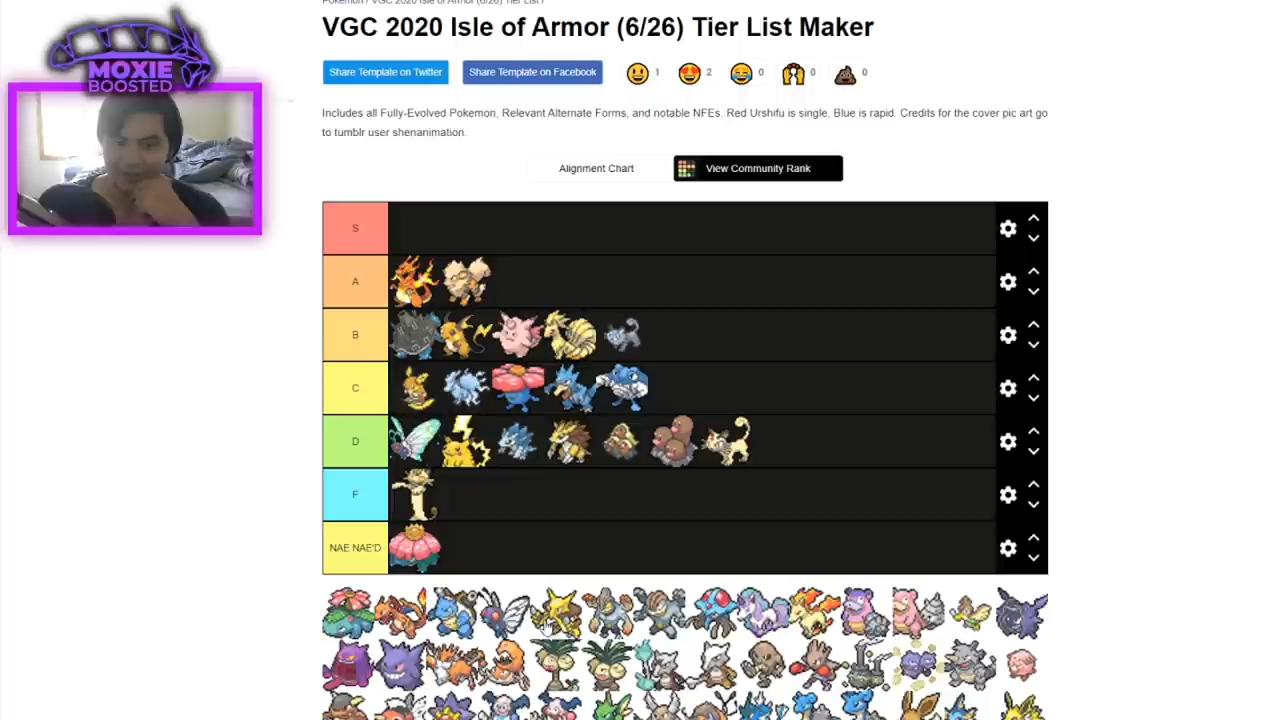 Pokemon / VGC 2020 Isle of Armor (6/26) Tier List /
VGC 2020 Isle of Armor (6/26) Tier List Maker
MOXIE
BOOSTED
Share Template on Twitter
Share Template on Facebook
1
2
0
0
0
Includes all Fully-Evolved Pokemon, Relevant Alternate Forms, and notable NFEs. Red Urshifu is single, Blue is rapid. Credits for the cover pic art go
to tumblr user shenanimation.
Alignment Chart
View Community Rank
S
A
B
C
D
F
NAE NAE'D